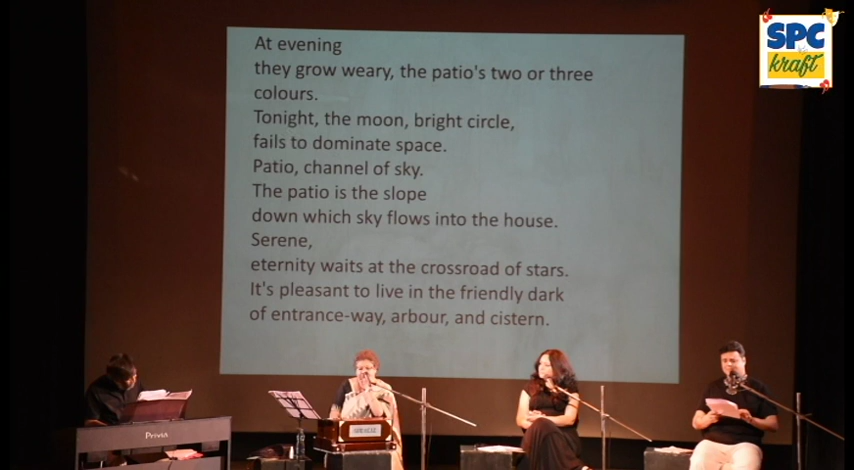 At evening
they grow weary, the patio's two or three
colours.
Tonight, the moon, bright circle,
fails to dominate space.
Patio, channel of sky.
The patio is the slope
down which sky flows into the house.
Serene,
eternity waits at the crossroad of stars.
It's pleasant to live in the friendly dark
of entrance-way, arbour, and cistern.
SPC
kraft
Privia